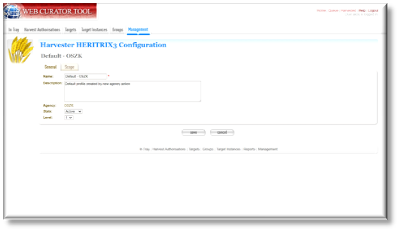 WEB CURATOR TOOL
In Tray Harvest Authorisations Targets Target Instances Groups Management
Harvester HERITRIX3 Configuration
Default - OSZK
General Scope
Name: Default - OSZK *
Description: Default profile created by new agency action
Agency: OSZK
State: Active
Level: 1
save cancel
In Tray - Harvest Authorisations - Targets - Groups - Target Instances - Reports - Management